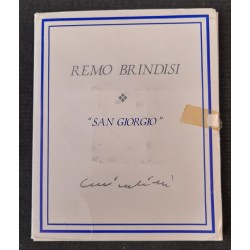 REMO BRINDISI
"SAN GIORGIO"